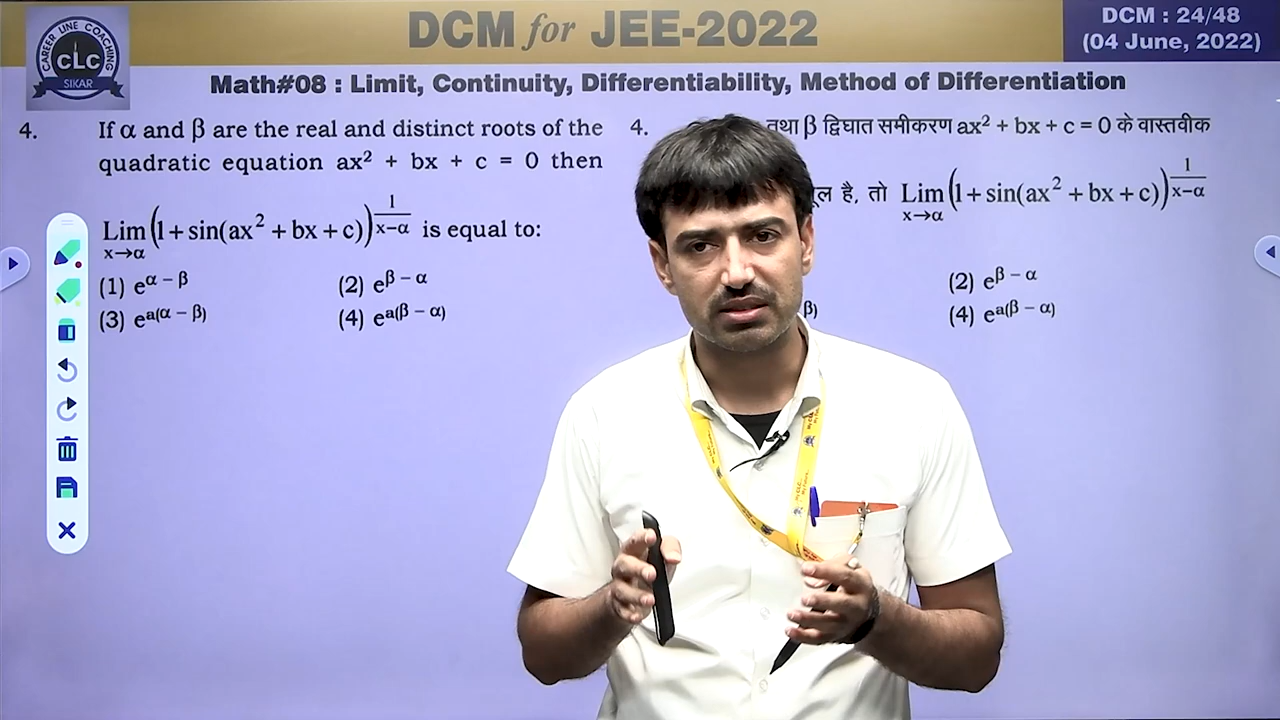 DCM for JEE-2022
DCM : 24/48
(04 June, 2022)
CAREER LINE COACHING
CLC
SIKAR
Math#08 : Limit, Continuity, Differentiability, Method of Differentiation
4. If α and β are the real and distinct roots of the
quadratic equation ax² + bx + c = 0 then
Lim x→α (1 + sin(ax² + bx + c))^(1/(x−α)) is equal to:
(1) e^(α − β) (2) e^(β − α)
(3) e^(a(α − β)) (4) e^(a(β − α))
4. तथा β द्विघात समीकरण ax² + bx + c = 0 के वास्तवीक
है, तो Lim x→α (1 + sin(ax² + bx + c))^(1/(x−α))
(2) e^(β − α)
β) (4) e^(a(β − α))